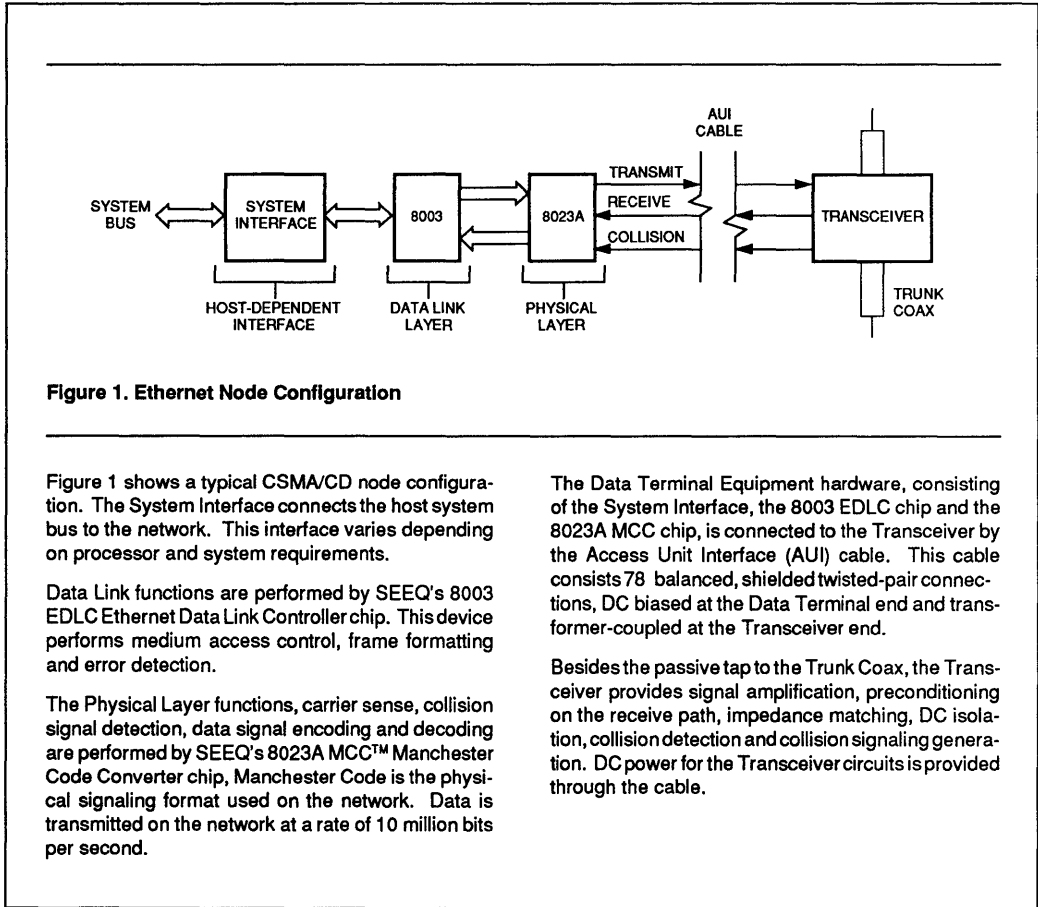 AUI
CABLE
TRANSMIT
RECEIVE
COLLISION
SYSTEM
BUS
SYSTEM
INTERFACE
8003
8023A
TRANSCEIVER
HOST-DEPENDENT
INTERFACE
DATA LINK
LAYER
PHYSICAL
LAYER
TRUNK
COAX
Figure 1. Ethernet Node Configuration
Figure 1 shows a typical CSMA/CD node configura-
tion. The System Interface connects the host system
bus to the network. This interface varies depending
on processor and system requirements.
Data Link functions are performed by SEEQ's 8003
EDLC Ethernet Data Link Controller chip. This device
performs medium access control, frame formatting
and error detection.
The Physical Layer functions, carrier sense, collision
signal detection, data signal encoding and decoding
are performed by SEEQ's 8023A MCC™ Manchester
Code Converter chip, Manchester Code is the physi-
cal signaling format used on the network. Data is
transmitted on the network at a rate of 10 million bits
per second.
The Data Terminal Equipment hardware, consisting
of the System Interface, the 8003 EDLC chip and the
8023A MCC chip, is connected to the Transceiver by
the Access Unit Interface (AUI) cable. This cable
consists 78 balanced, shielded twisted-pair connec-
tions, DC biased at the Data Terminal end and trans-
former-coupled at the Transceiver end.
Besides the passive tap to the Trunk Coax, the Trans-
ceiver provides signal amplification, preconditioning
on the receive path, impedance matching, DC isola-
tion, collision detection and collision signaling genera-
tion. DC power for the Transceiver circuits is provided
through the cable.